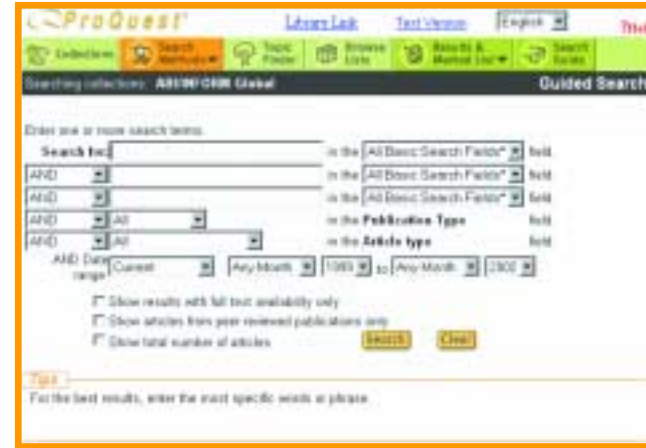 ProQuest®
Library Link Text Version English
Collections Search Methods Topic Finder Browse Lists Results & Marked List Search Guide
Searching collections: ABI/INFORM Global Guided Search
Enter one or more search terms.
Search for: in the All Basic Search Fields* field
AND in the All Basic Search Fields* field
AND in the All Basic Search Fields* field
AND All in the Publication Type field
AND All in the Article type field
AND Date range Current Any Month to Any Month 2002
Show results with full text availability only
Show articles from peer reviewed publications only
Show total number of articles Search Clear
Tips
For the best results, enter the most specific words or phrase